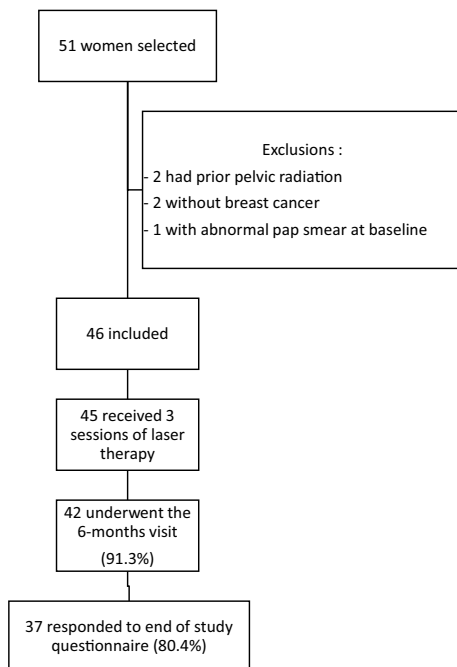 51 women selected
Exclusions :
- 2 had prior pelvic radiation
- 2 without breast cancer
- 1 with abnormal pap smear at baseline
46 included
45 received 3
sessions of laser
therapy
42 underwent the
6-months visit
(91.3%)
37 responded to end of study
questionnaire (80.4%)